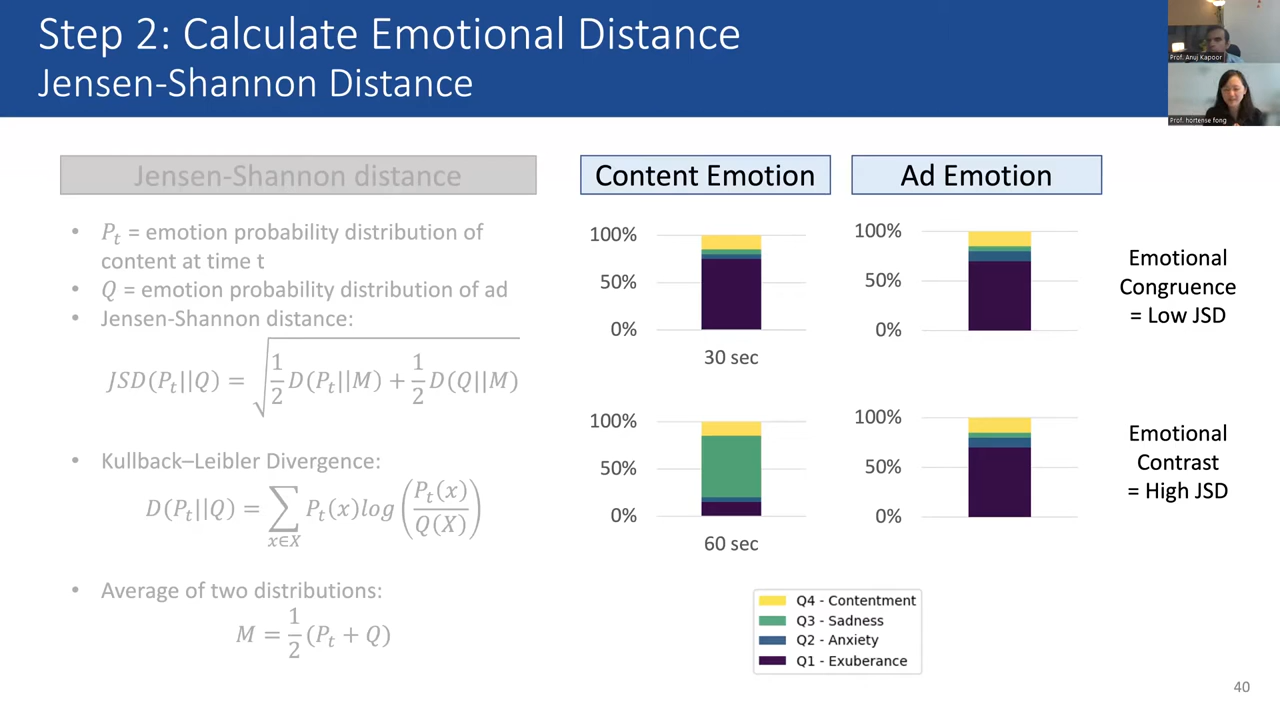 Step 2: Calculate Emotional Distance
Jensen-Shannon Distance
Prof. Anuj Kapoor
Prof. hortense fong
Jensen-Shannon distance
• P_t = emotion probability distribution of
content at time t
• Q = emotion probability distribution of ad
• Jensen-Shannon distance:
JSD(P_t||Q) = √(1/2 D(P_t||M) + 1/2 D(Q||M))
• Kullback–Leibler Divergence:
D(P_t||Q) = ∑_{x∈X} P_t(x)log(P_t(x)/Q(X))
• Average of two distributions:
M = 1/2 (P_t + Q)
Content Emotion
100%
50%
0%
30 sec
100%
50%
0%
60 sec
Ad Emotion
100%
50%
0%
100%
50%
0%
Emotional
Congruence
= Low JSD
Emotional
Contrast
= High JSD
Q4 - Contentment
Q3 - Sadness
Q2 - Anxiety
Q1 - Exuberance
40